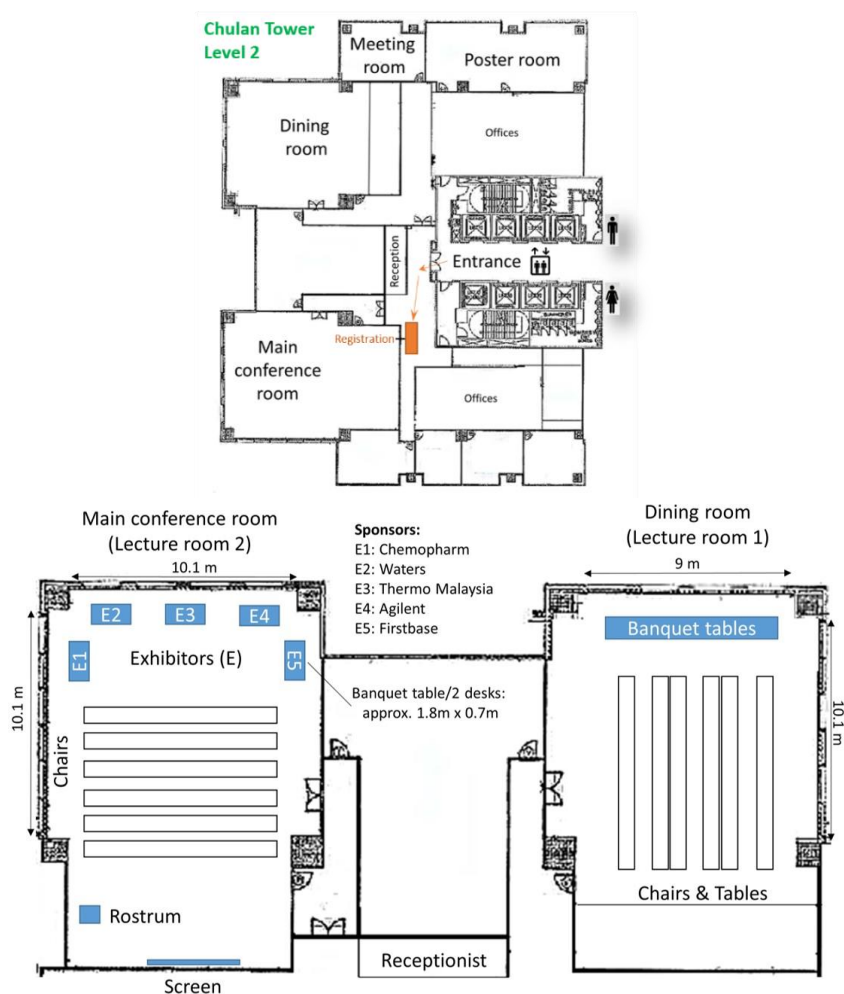 Chulan Tower
Level 2
Meeting
room
Poster room
Dining
room
Offices
Reception
Entrance
Registration
Main
conference
room
Offices
Main conference room
(Lecture room 2)
10.1 m
Sponsors:
E1: Chemopharm
E2: Waters
E3: Thermo Malaysia
E4: Agilent
E5: Firstbase
Dining room
(Lecture room 1)
9 m
E2
E3
E4
E1
Exhibitors (E)
E5
Banquet tables
Banquet table/2 desks:
approx. 1.8m x 0.7m
10.1 m
10.1 m
Chairs
Chairs & Tables
Rostrum
Receptionist
Screen